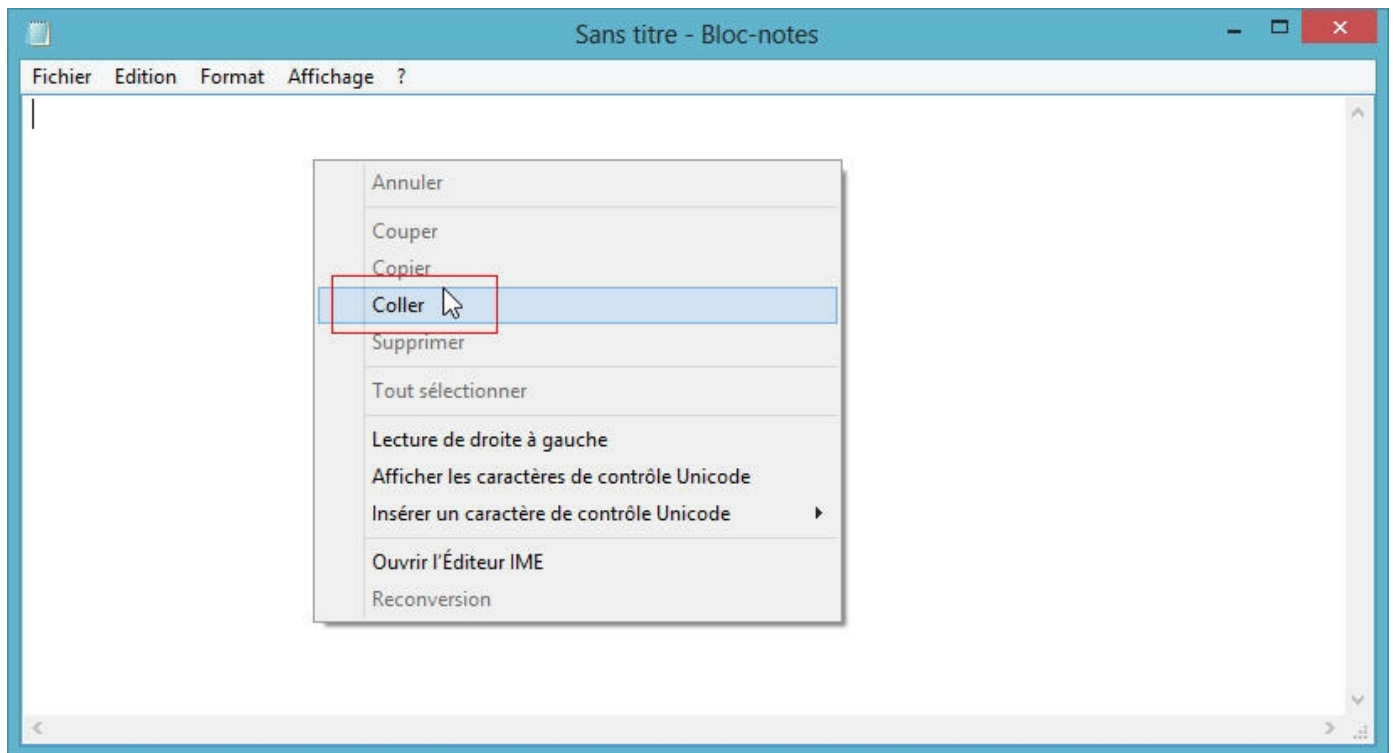 Sans titre - Bloc-notes
Fichier Edition Format Affichage ?
Annuler
Couper
Copier
Coller
Supprimer
Tout sélectionner
Lecture de droite à gauche
Afficher les caractères de contrôle Unicode
Insérer un caractère de contrôle Unicode
Ouvrir l'Éditeur IME
Reconversion